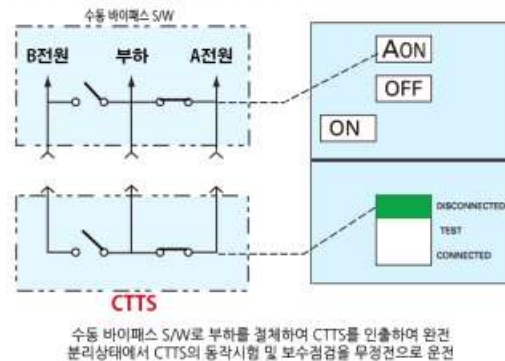 수동 바이패스 S/W
B전원 부하 A전원
AON
OFF
ON
DISCONNECTED
TEST
CONNECTED
CTTS
수동 바이패스 S/W로 부하를 절체하여 CTTS를 인출하여 완전
분리상태에서 CTTS의 동작시험 및 보수점검을 무정전으로 운전